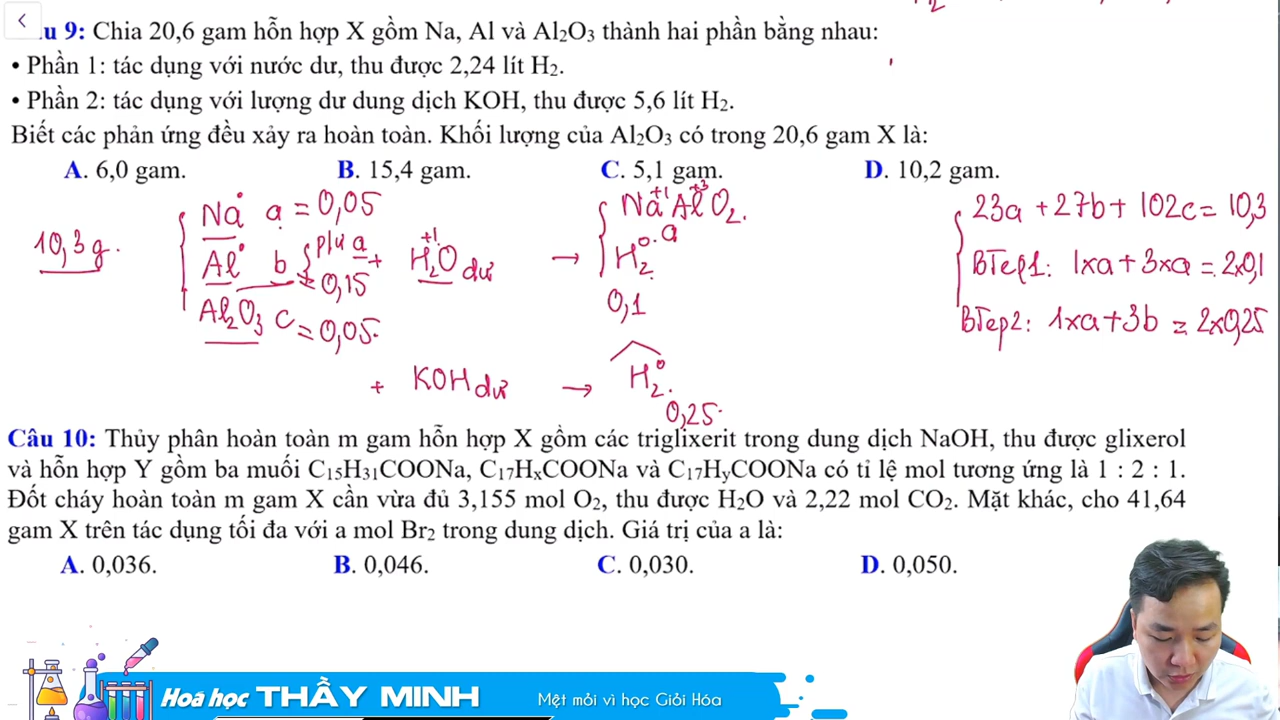 u 9: Chia 20,6 gam hỗn hợp X gồm Na, Al và Al₂O₃ thành hai phần bằng nhau:
• Phần 1: tác dụng với nước dư, thu được 2,24 lít H₂.
• Phần 2: tác dụng với lượng dư dung dịch KOH, thu được 5,6 lít H₂.
Biết các phản ứng đều xảy ra hoàn toàn. Khối lượng của Al₂O₃ có trong 20,6 gam X là:
A. 6,0 gam. B. 15,4 gam. C. 5,1 gam. D. 10,2 gam.
10,3g.
Na⁰ a = 0,05
Al⁰ b p/ư a = 0,15
Al₂O₃ c = 0,05.
+ H₂⁺¹O dư →
Na⁺¹Al⁺³O₂. a
H₂⁰
0,1
+ KOH dư → H₂⁰.
0,25.
23a + 27b + 102c = 10,3
BTep1: 1xa + 3xa = 2x0,1
BTep2: 1xa + 3b = 2x0,25
Câu 10: Thủy phân hoàn toàn m gam hỗn hợp X gồm các triglixerit trong dung dịch NaOH, thu được glixerol
và hỗn hợp Y gồm ba muối C₁₅H₃₁COONa, C₁₇HₓCOONa và C₁₇HyCOONa có tỉ lệ mol tương ứng là 1 : 2 : 1.
Đốt cháy hoàn toàn m gam X cần vừa đủ 3,155 mol O₂, thu được H₂O và 2,22 mol CO₂. Mặt khác, cho 41,64
gam X trên tác dụng tối đa với a mol Br₂ trong dung dịch. Giá trị của a là:
A. 0,036. B. 0,046. C. 0,030. D. 0,050.
Hoá học THẦY MINH
Mệt mỏi vì học Giỏi Hóa